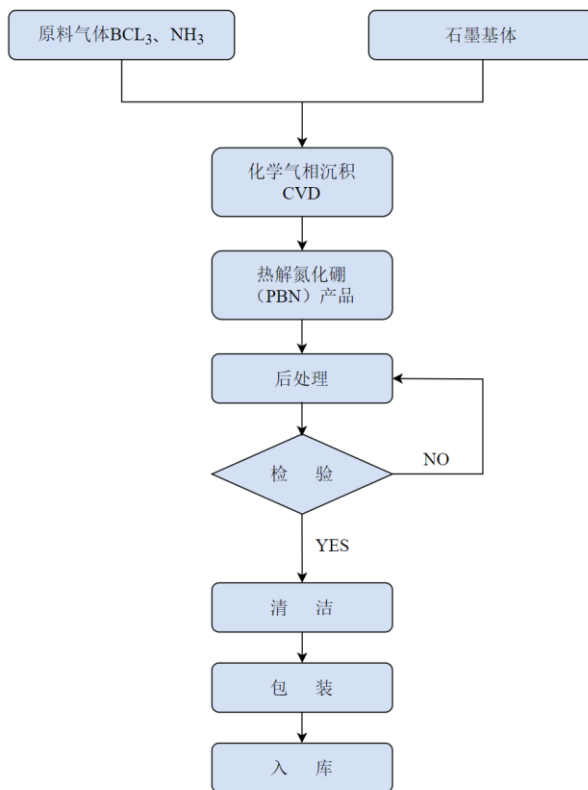 原料气体BCL₃、NH₃
石墨基体
化学气相沉积
CVD
热解氮化硼
（PBN）产品
后处理
检 验
NO
YES
清 洁
包 装
入 库